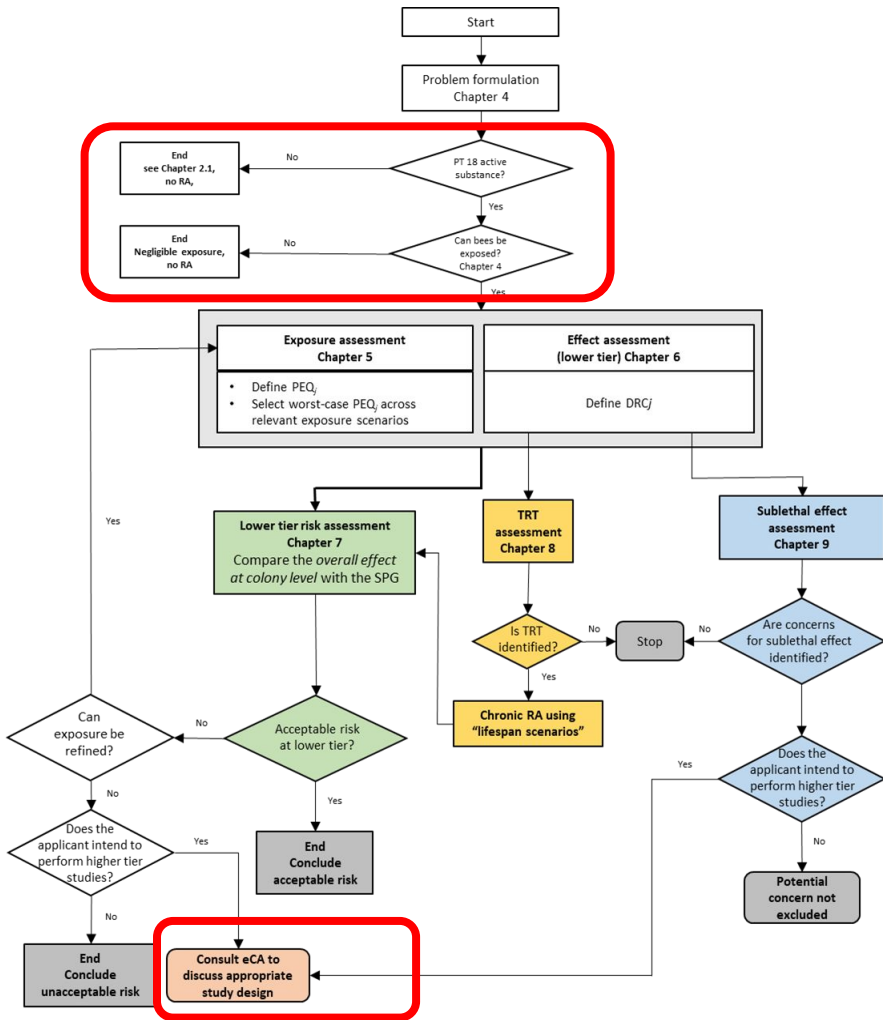 Start
Problem formulation
Chapter 4
End
see Chapter 2.1,
no RA,
No
PT 18 active
substance?
Yes
End
Negligible exposure,
no RA
No
Can bees be
exposed?
Chapter 4
Yes
Exposure assessment
Chapter 5
• Define PEQj
• Select worst-case PEQj across
relevant exposure scenarios
Effect assessment
(lower tier) Chapter 6
Define DRCj
Yes
Lower tier risk assessment
Chapter 7
Compare the overall effect
at colony level with the SPG
TRT
assessment
Chapter 8
Sublethal effect
assessment
Chapter 9
Is TRT
identified?
No
Stop
No
Are concerns
for sublethal effect
identified?
Yes
Chronic RA using
“lifespan scenarios”
Can
exposure be
refined?
No
Acceptable risk
at lower tier?
Yes
Does the
applicant intend to
perform higher tier
studies?
No
Yes
Does the
applicant intend to
perform higher tier
studies?
Yes
End
Conclude
acceptable risk
No
Potential
concern not
excluded
No
End
Conclude
unacceptable risk
Consult eCA to
discuss appropriate
study design